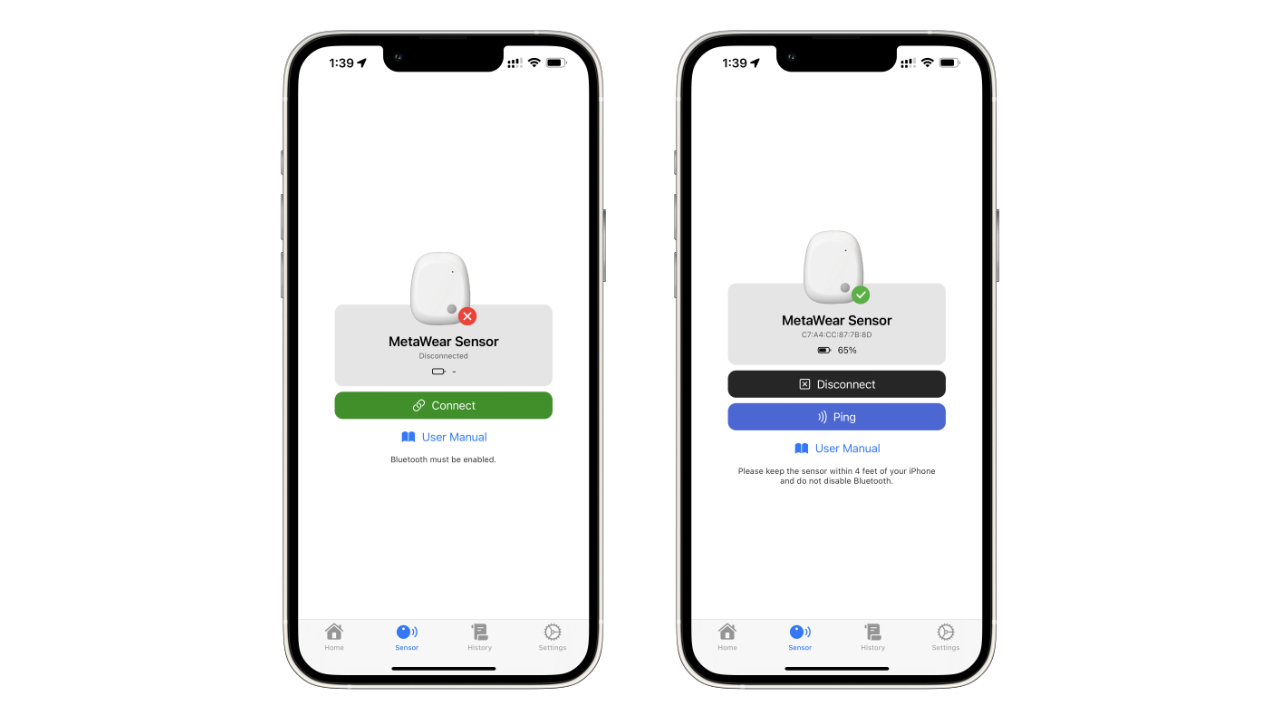 1:39
MetaWear Sensor
Disconnected
-
Connect
User Manual
Bluetooth must be enabled.
Home
Sensor
History
Settings
1:39
MetaWear Sensor
C7:A4:CC:87:7B:8D
65%
Disconnect
Ping
User Manual
Please keep the sensor within 4 feet of your iPhone
and do not disable Bluetooth.
Home
Sensor
History
Settings